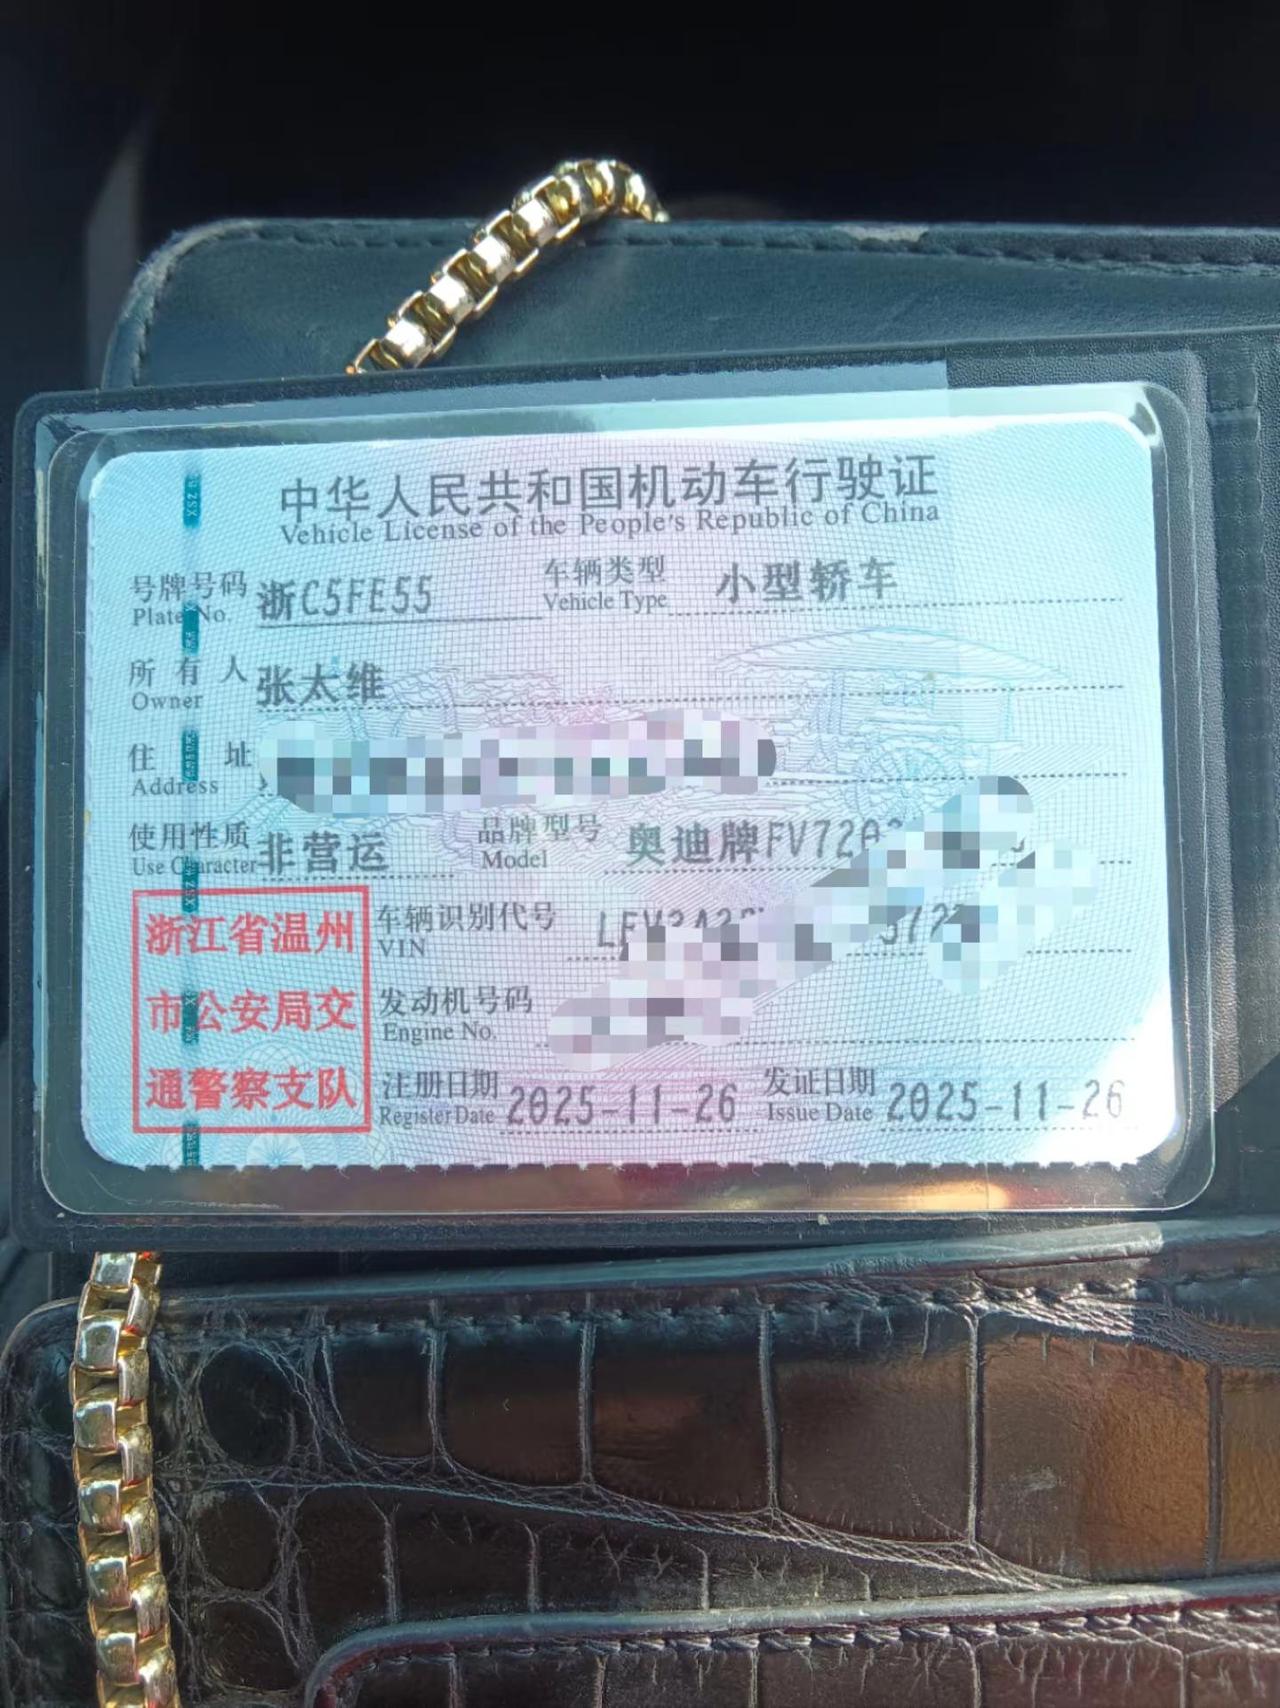 中华人民共和国机动车行驶证
Vehicle License of the People's Republic of China
号牌号码 浙C5FE55 车辆类型 小型轿车
Plate No. Vehicle Type
所有人 张太维
Owner
住址
Address
使用性质 非营运 品牌型号 奥迪牌FV720
Use Character Model
浙江省温州
市公安局交
通警察支队
车辆识别代号
VIN
发动机号码
Engine No.
注册日期 2025-11-26 发证日期 2025-11-26
Register Date Issue Date